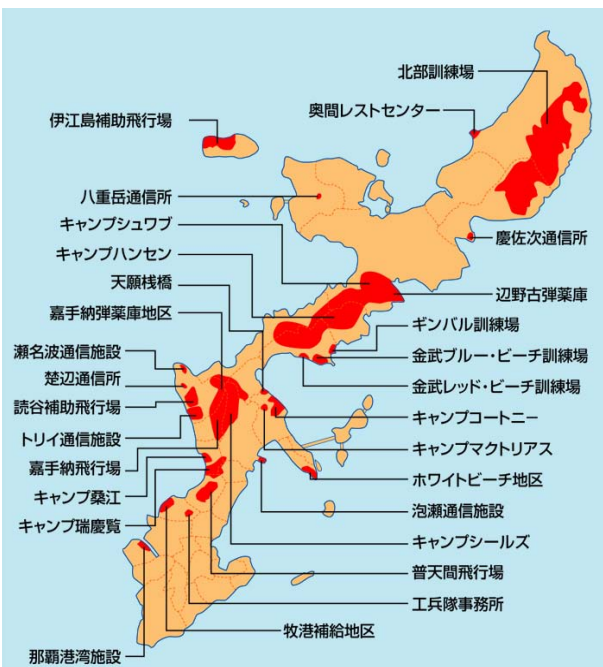 北部訓練場
奥間レストセンター
伊江島補助飛行場
八重岳通信所
キャンプシュワブ
慶佐次通信所
キャンプハンセン
天願桟橋
辺野古弾薬庫
嘉手納弾薬庫地区
ギンバル訓練場
瀬名波通信施設
金武ブルー・ビーチ訓練場
楚辺通信所
金武レッド・ビーチ訓練場
読谷補助飛行場
キャンプコートニー
トリイ通信施設
キャンプマクトリアス
嘉手納飛行場
ホワイトビーチ地区
キャンプ桑江
泡瀬通信施設
キャンプ瑞慶覧
キャンプシールズ
普天間飛行場
工兵隊事務所
牧港補給地区
那覇港湾施設